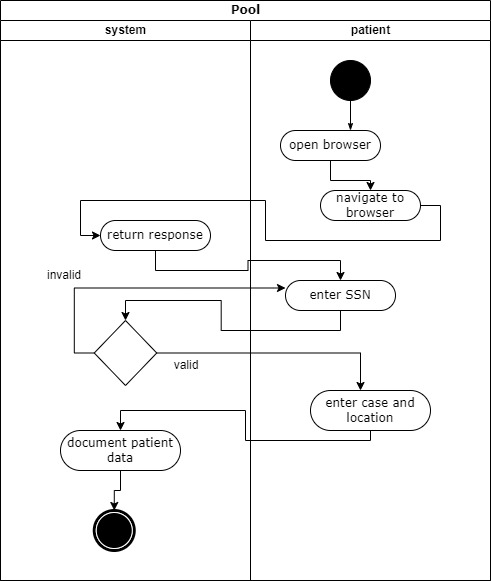 Pool
system
patient
open browser
navigate to
browser
return response
invalid
enter SSN
valid
enter case and
location
document patient
data